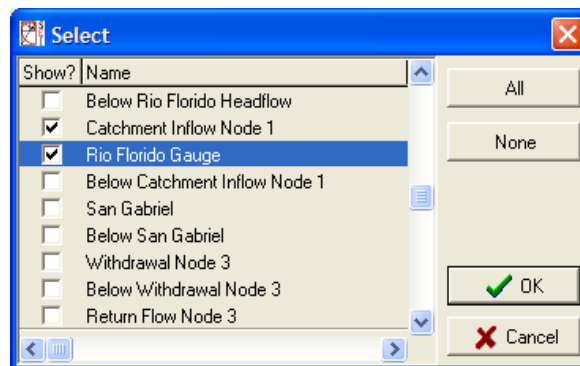 Select
Show? Name
Below Rio Florido Headflow
Catchment Inflow Node 1
Rio Florido Gauge
Below Catchment Inflow Node 1
San Gabriel
Below San Gabriel
Withdrawal Node 3
Below Withdrawal Node 3
Return Flow Node 3
All
None
OK
Cancel